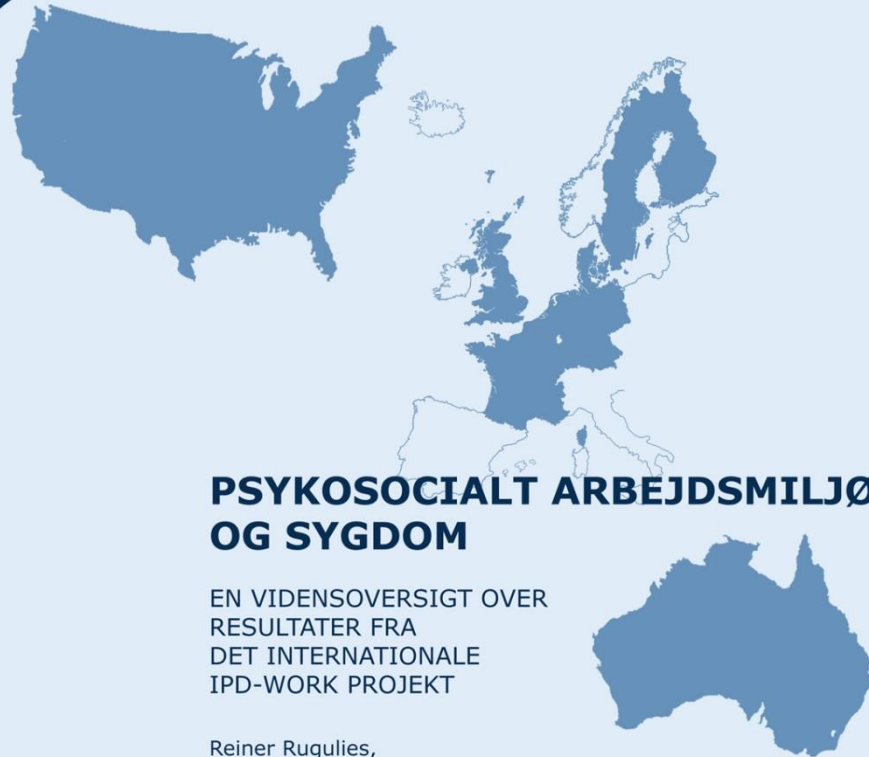 PSYKOSOCIALT ARBEJDSMILJØ
OG SYGDOM
EN VIDENSOVERSIGT OVER
RESULTATER FRA
DET INTERNATIONALE
IPD-WORK PROJEKT
Reiner Rugulies,